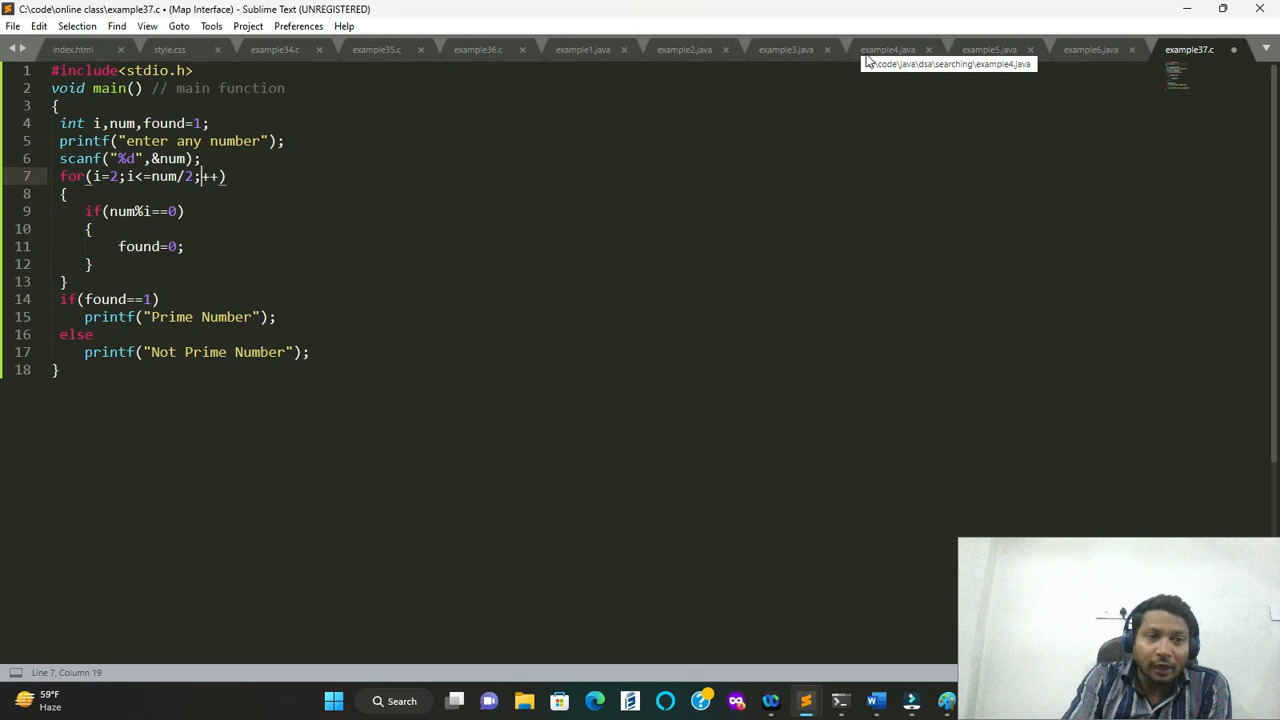 C:\code\online class\example37.c • (Map Interface) - Sublime Text (UNREGISTERED)
File Edit Selection Find View Goto Tools Project Preferences Help
index.html style.css example34.c example35.c example36.c example1.java example2.java example3.java example4.java example5.java example6.java example37.c
\code\java\dsa\searching\example4.java
1 #include<stdio.h>
2 void main() // main function
3 {
4 int i,num,found=1;
5 printf("enter any number");
6 scanf("%d",&num);
7 for(i=2;i<=num/2;++)
8 {
9 if(num%i==0)
10 {
11 found=0;
12 }
13 }
14 if(found==1)
15 printf("Prime Number");
16 else
17 printf("Not Prime Number");
18 }
Line 7, Column 19
59°F
Haze
Search